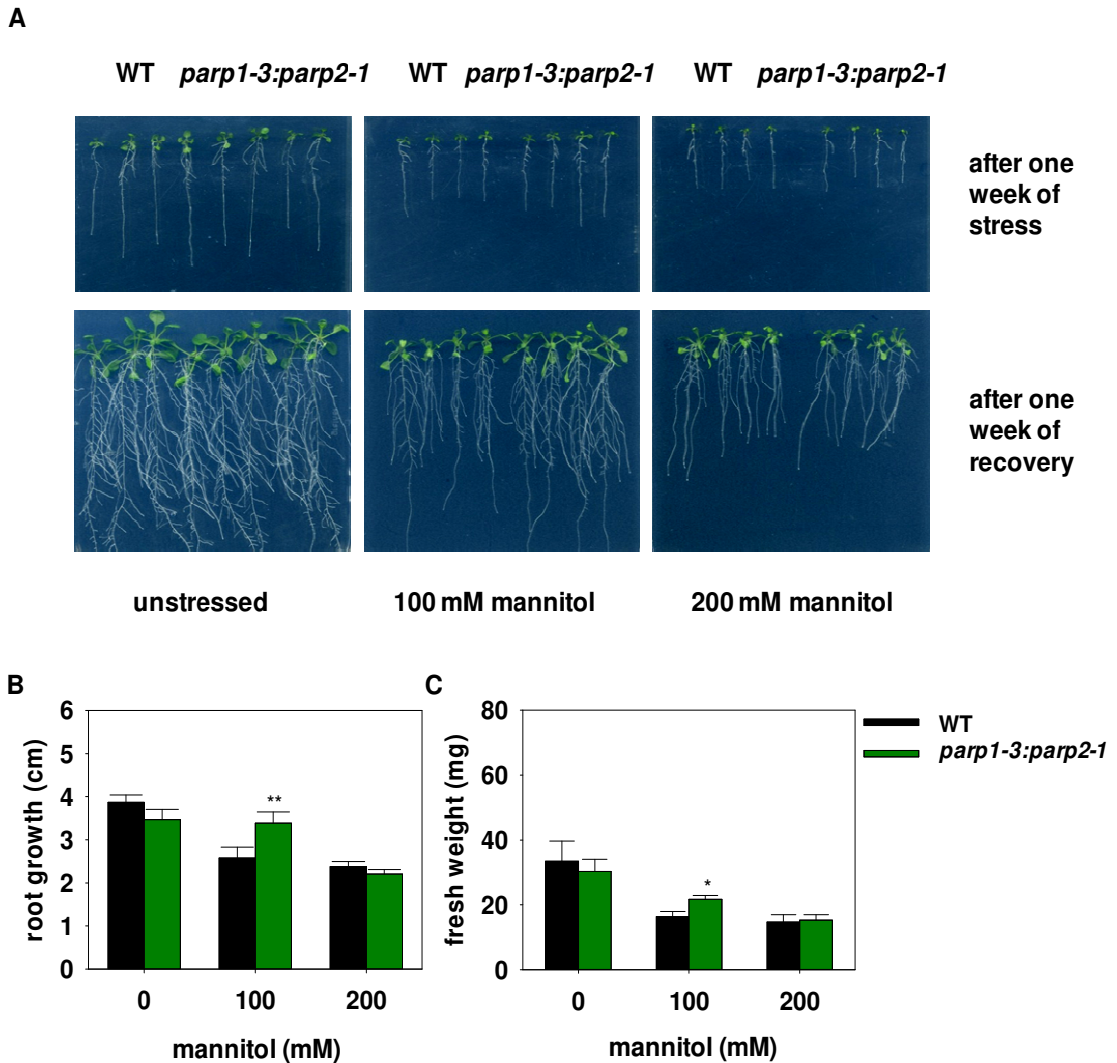 A
WT parp1-3:parp2-1 WT parp1-3:parp2-1 WT parp1-3:parp2-1
after one
week of
stress
after one
week of
recovery
unstressed 100 mM mannitol 200 mM mannitol
B
root growth (cm)
6
5
4
3
2
1
0
**
0 100 200
mannitol (mM)
C
fresh weight (mg)
80
60
40
20
0
*
0 100 200
mannitol (mM)
WT
parp1-3:parp2-1